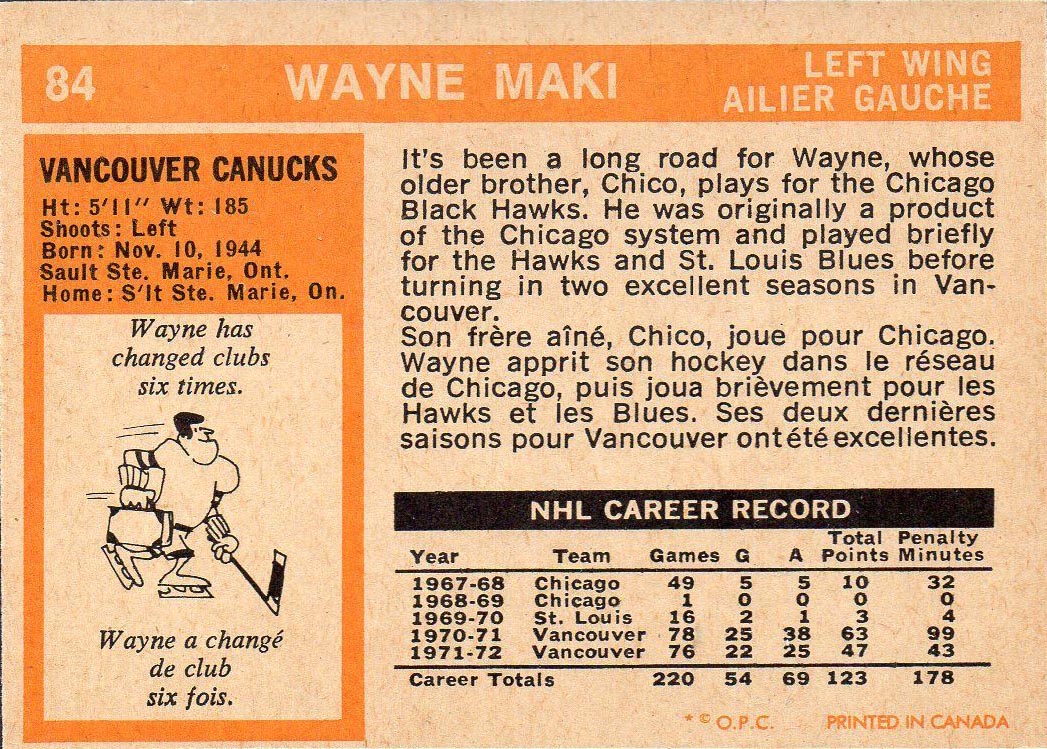 84
WAYNE MAKI
LEFT WING
AILIER GAUCHE
VANCOUVER CANUCKS
Ht: 5'11" Wt: 185
Shoots: Left
Born: Nov. 10, 1944
Sault Ste. Marie, Ont.
Home: S'lt Ste. Marie, On.
Wayne has
changed clubs
six times.
Wayne a changé
de club
six fois.
It's been a long road for Wayne, whose
older brother, Chico, plays for the Chicago
Black Hawks. He was originally a product
of the Chicago system and played briefly
for the Hawks and St. Louis Blues before
turning in two excellent seasons in Van-
couver.
Son frère aîné, Chico, joue pour Chicago.
Wayne apprit son hockey dans le réseau
de Chicago, puis joua brièvement pour les
Hawks et les Blues. Ses deux dernières
saisons pour Vancouver ont été excellentes.
NHL CAREER RECORD
Total Penalty
Year Team Games G A Points Minutes
1967-68 Chicago 49 5 5 10 32
1968-69 Chicago 1 0 0 0 0
1969-70 St. Louis 16 2 1 3 4
1970-71 Vancouver 78 25 38 63 99
1971-72 Vancouver 76 22 25 47 43
Career Totals 220 54 69 123 178
* © O.P.C. PRINTED IN CANADA